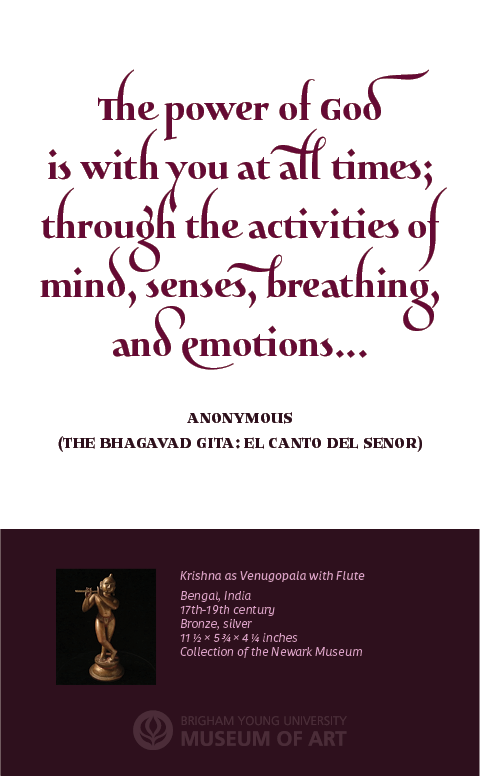 The power of God
is with you at all times;
through the activities of
mind, senses, breathing,
and emotions...
ANONYMOUS
(THE BHAGAVAD GITA: EL CANTO DEL SENOR)
Krishna as Venugopala with Flute
Bengal, India
17th-19th century
Bronze, silver
11 ½ × 5 ¾ × 4 ¼ inches
Collection of the Newark Museum
BRIGHAM YOUNG UNIVERSITY
MUSEUM OF ART